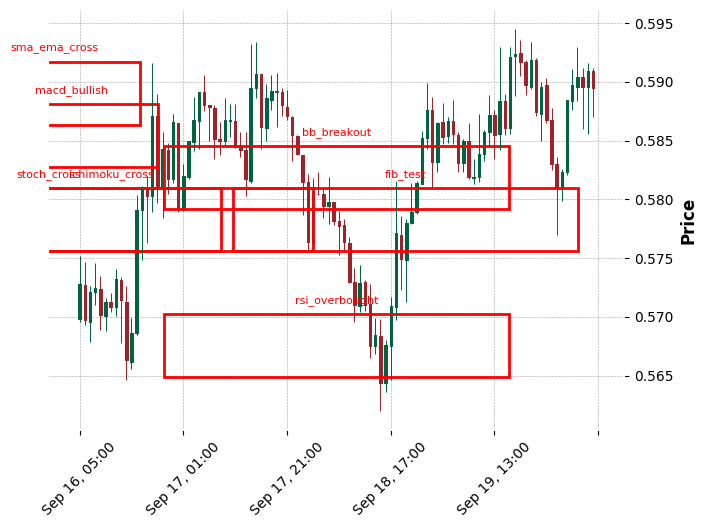 sma_ema_cross
macd_bullish
bb_breakout
stoch_cross
ichimoku_cross
fib_test
rsi_overbought
0.595
0.590
0.585
0.580
0.575
0.570
0.565
Price
Sep 16, 05:00
Sep 17, 01:00
Sep 17, 21:00
Sep 18, 17:00
Sep 19, 13:00